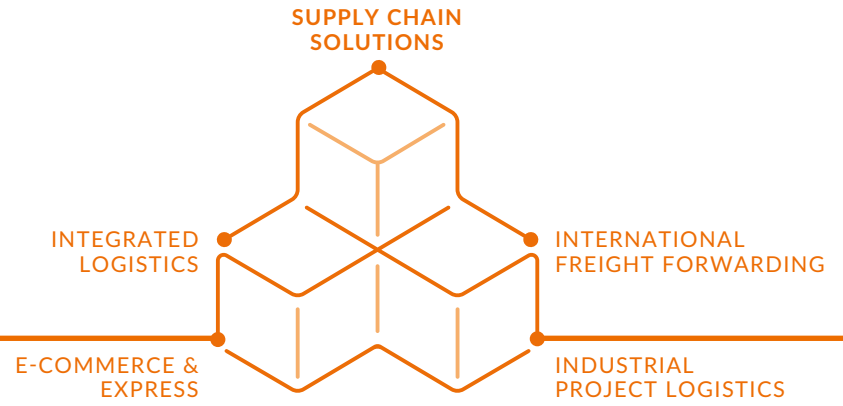 SUPPLY CHAIN
SOLUTIONS
INTEGRATED
LOGISTICS
INTERNATIONAL
FREIGHT FORWARDING
E-COMMERCE &
EXPRESS
INDUSTRIAL
PROJECT LOGISTICS